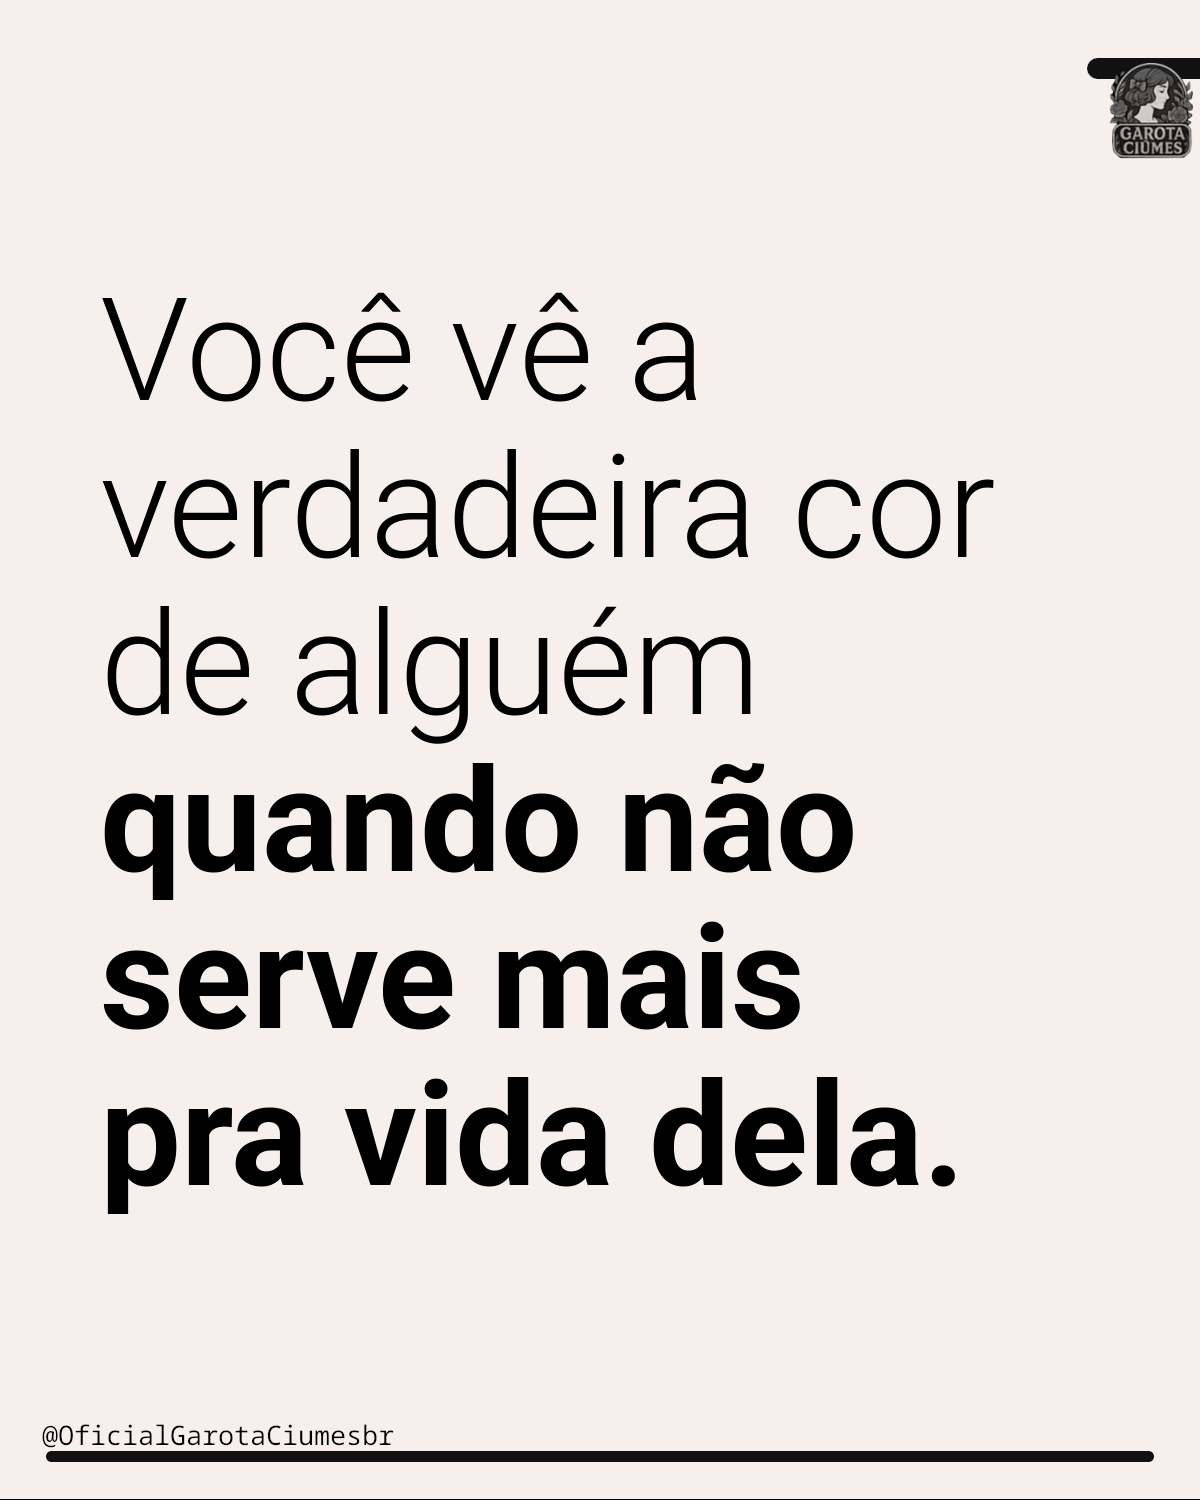 GAROTA
CIÚMES
Você vê a
verdadeira cor
de alguém
quando não
serve mais
pra vida dela.
@OficialGarotaCiumesbr